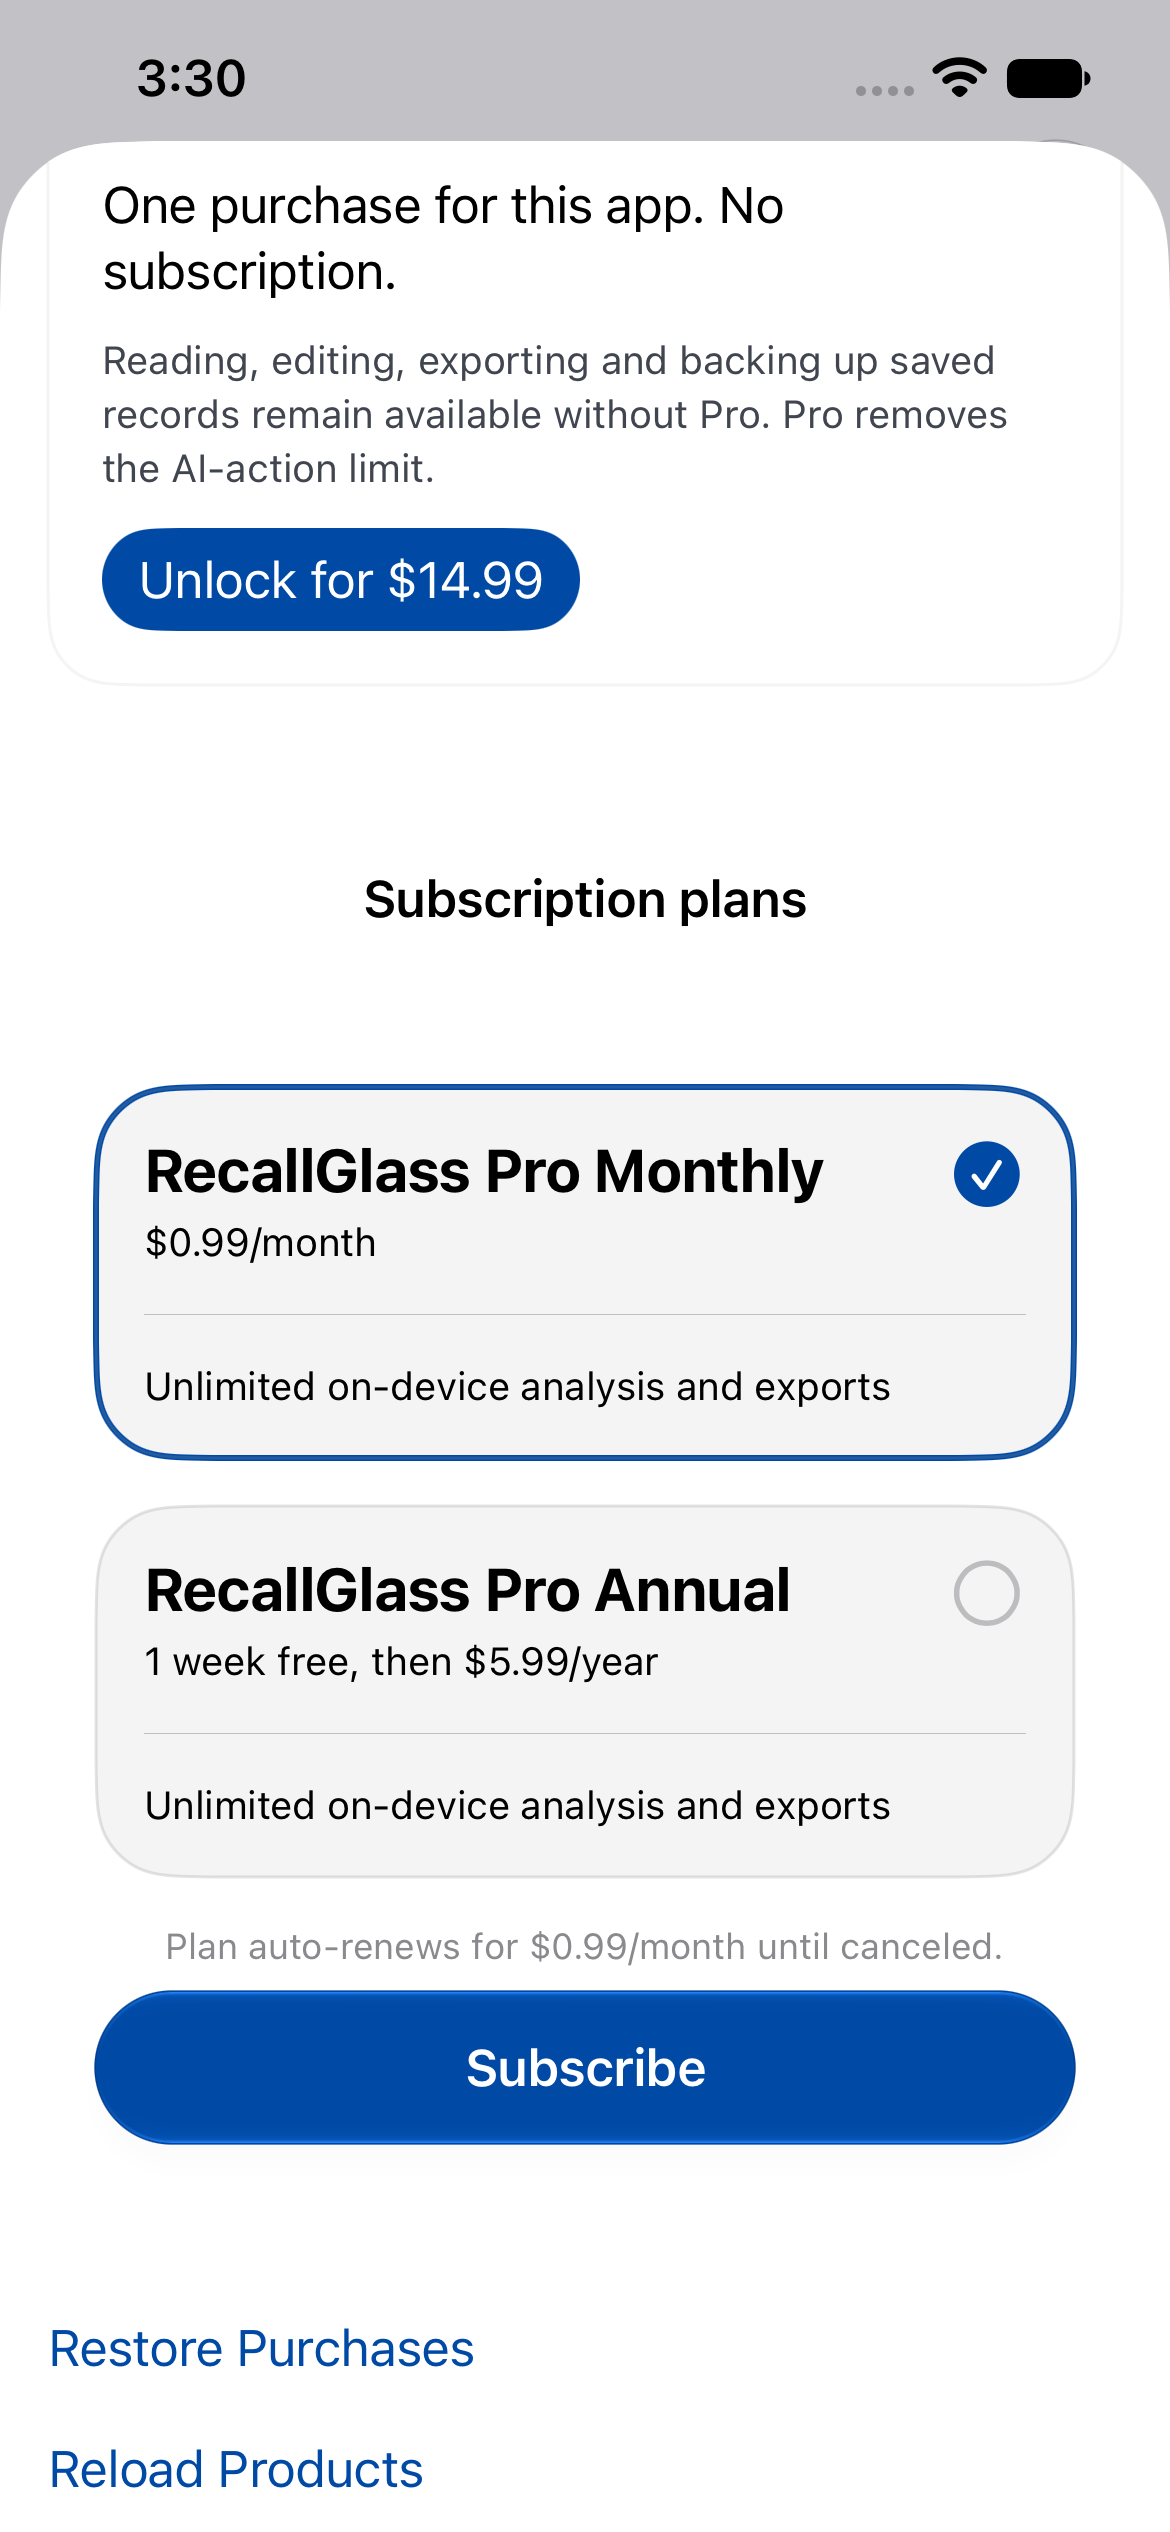 3:30
One purchase for this app. No
subscription.
Reading, editing, exporting and backing up saved
records remain available without Pro. Pro removes
the AI-action limit.
Unlock for $14.99
Subscription plans
RecallGlass Pro Monthly
$0.99/month
Unlimited on-device analysis and exports
RecallGlass Pro Annual
1 week free, then $5.99/year
Unlimited on-device analysis and exports
Plan auto-renews for $0.99/month until canceled.
Subscribe
Restore Purchases
Reload Products